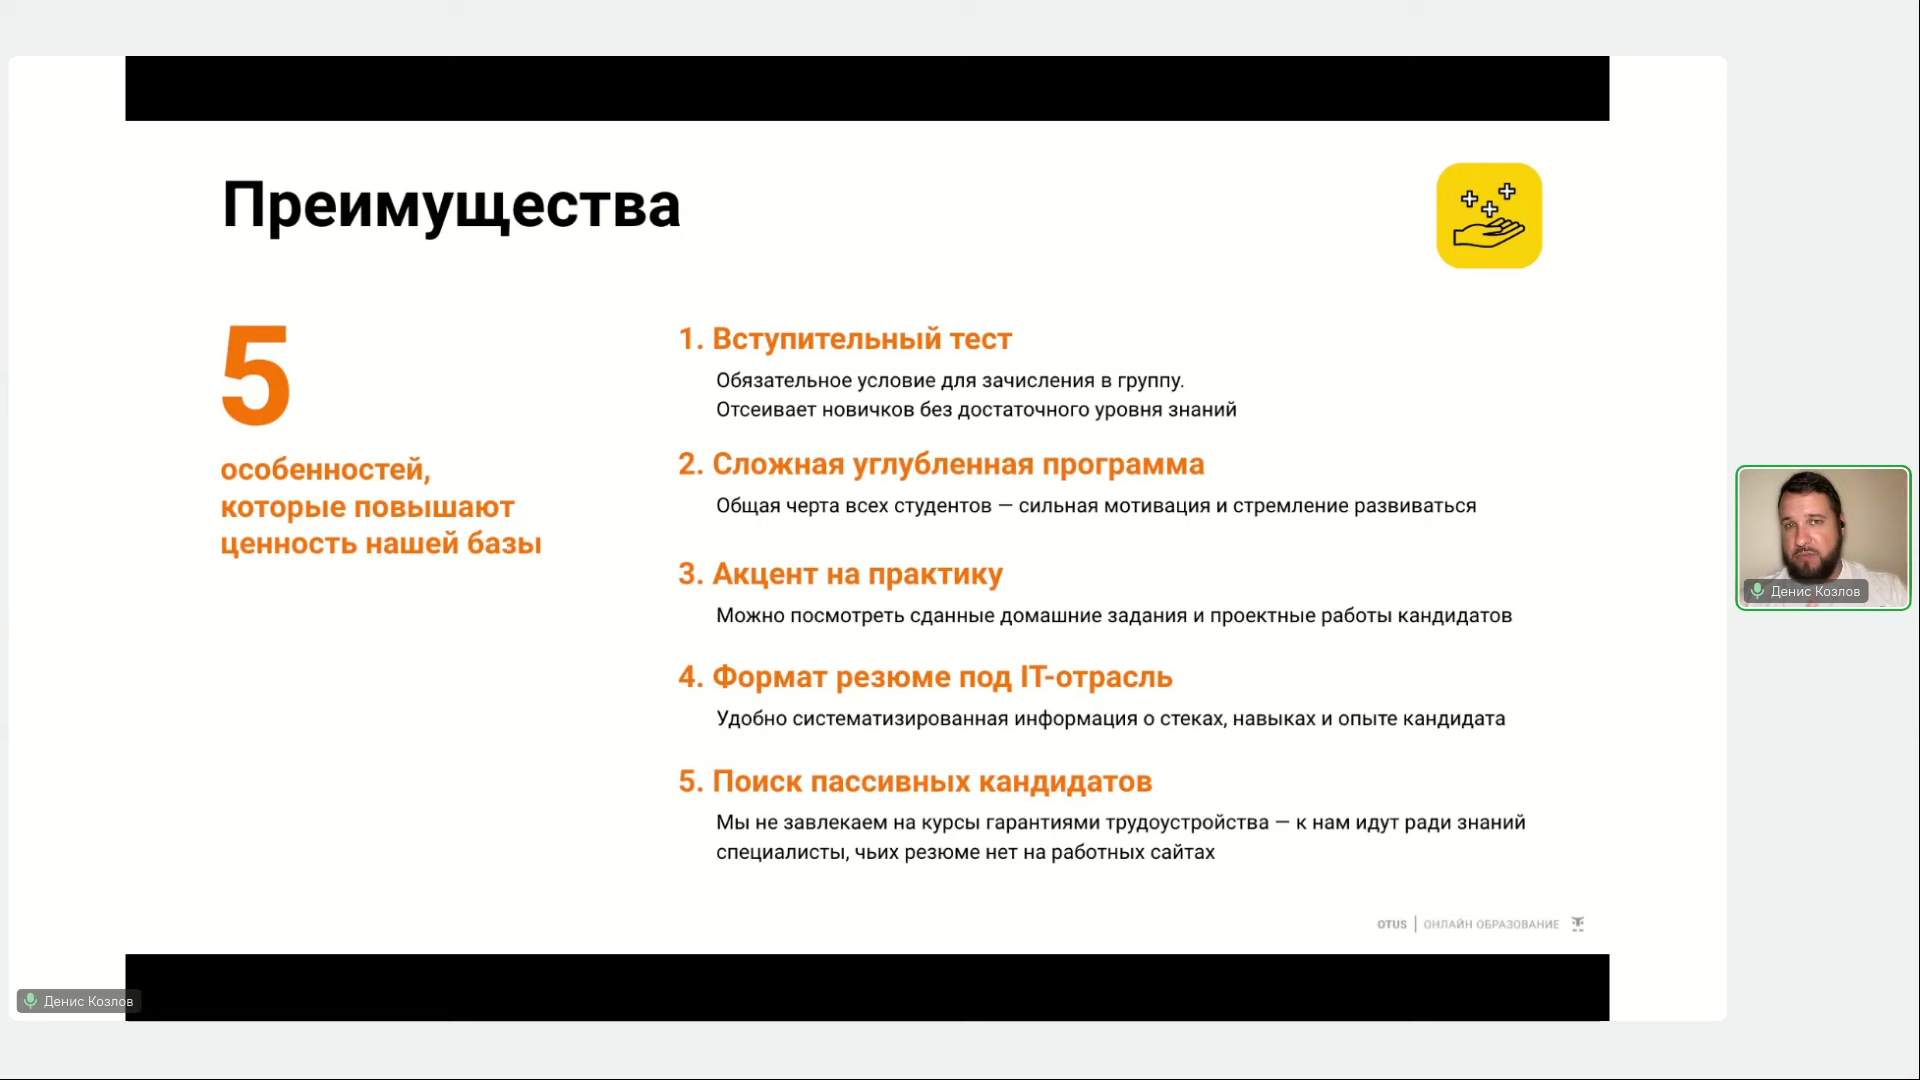 Преимущества
5
особенностей,
которые повышают
ценность нашей базы
1. Вступительный тест
Обязательное условие для зачисления в группу.
Отсеивает новичков без достаточного уровня знаний
2. Сложная углубленная программа
Общая черта всех студентов — сильная мотивация и стремление развиваться
3. Акцент на практику
Можно посмотреть сданные домашние задания и проектные работы кандидатов
4. Формат резюме под IT-отрасль
Удобно систематизированная информация о стеках, навыках и опыте кандидата
5. Поиск пассивных кандидатов
Мы не завлекаем на курсы гарантиями трудоустройства — к нам идут ради знаний
специалисты, чьих резюме нет на работных сайтах
OTUS | ОНЛАЙН ОБРАЗОВАНИЕ
Денис Козлов
Денис Козлов